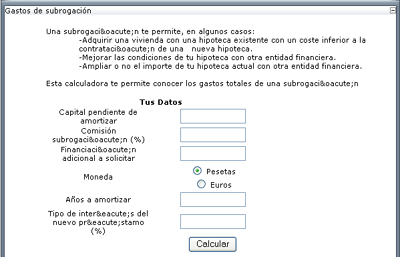 Gastos de subrogación
Una subrogaci&oacute;n te permite, en algunos casos:
-Adquirir una vivienda con una hipoteca existente con un coste inferior a la
contrataci&oacute;n de una nueva hipoteca.
-Mejorar las condiciones de tu hipoteca con otra entidad financiera.
-Ampliar o no el importe de tu hipoteca actual con otra entidad financiera.
Esta calculadora te permite conocer los gastos totales de una subrogaci&oacute;n
Tus Datos
Capital pendiente de
amortizar
Comisión
subrogaci&oacute;n (%)
Financiaci&oacute;n
adicional a solicitar
Moneda
Pesetas
Euros
Años a amortizar
Tipo de inter&eacute;s del
nuevo pr&eacute;stamo
(%)
Calcular